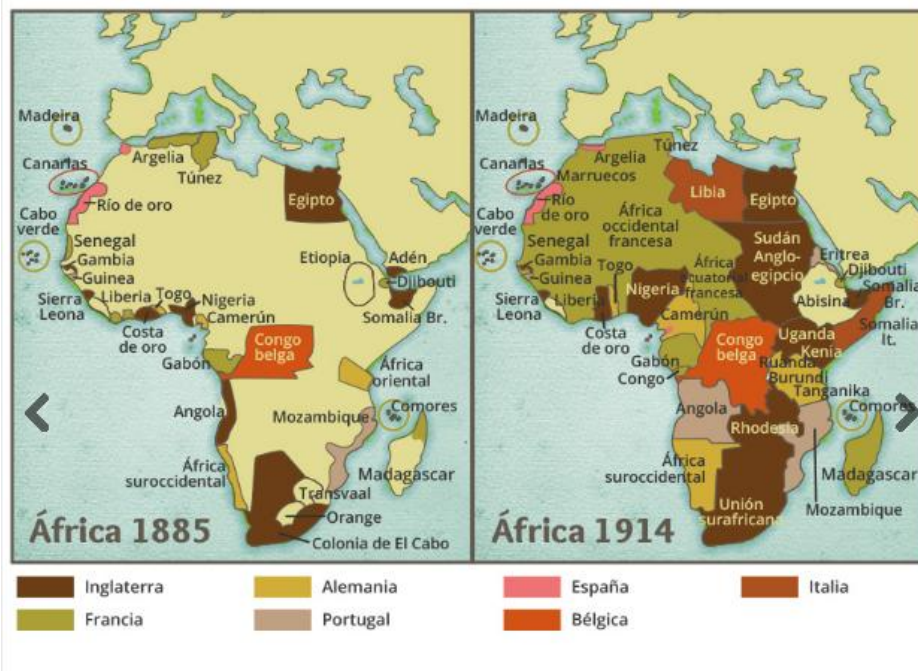 Madeira
Canarias
Cabo
verde
Argelia
Túnez
Río de oro
Egipto
Senegal
Gambia
Guinea
Sierra
Leona
Liberia
Togo
Costa
de oro
Nigeria
Camerún
Etiopia
Adén
Djibouti
Somalia Br.
Gabón
Congo
belga
África
oriental
Angola
Mozambique
Comores
África
suroccidental
Madagascar
Transvaal
Orange
Colonia de El Cabo
África 1885
Madeira
Canarias
Cabo
verde
Túnez
Argelia
Marruecos
Río
de oro
África
occidental
francesa
Libia
Egipto
Senegal
Gambia
Guinea
Sierra
Leona
Liberia
Togo
Costa
de oro
Nigeria
África
Ecuatorial
francesa
Camerún
Sudán
Anglo-
egipcio
Eritrea
Djibouti
Somalia
Br.
Abisina
Somalia
It.
Gabón
Congo
Congo
belga
Uganda
Kenia
Ruanda
Burundi
Tanganika
Comores
Angola
Rhodesia
África
suroccidental
Madagascar
Mozambique
Unión
surafricana
África 1914
Inglaterra
Alemania
España
Italia
Francia
Portugal
Bélgica